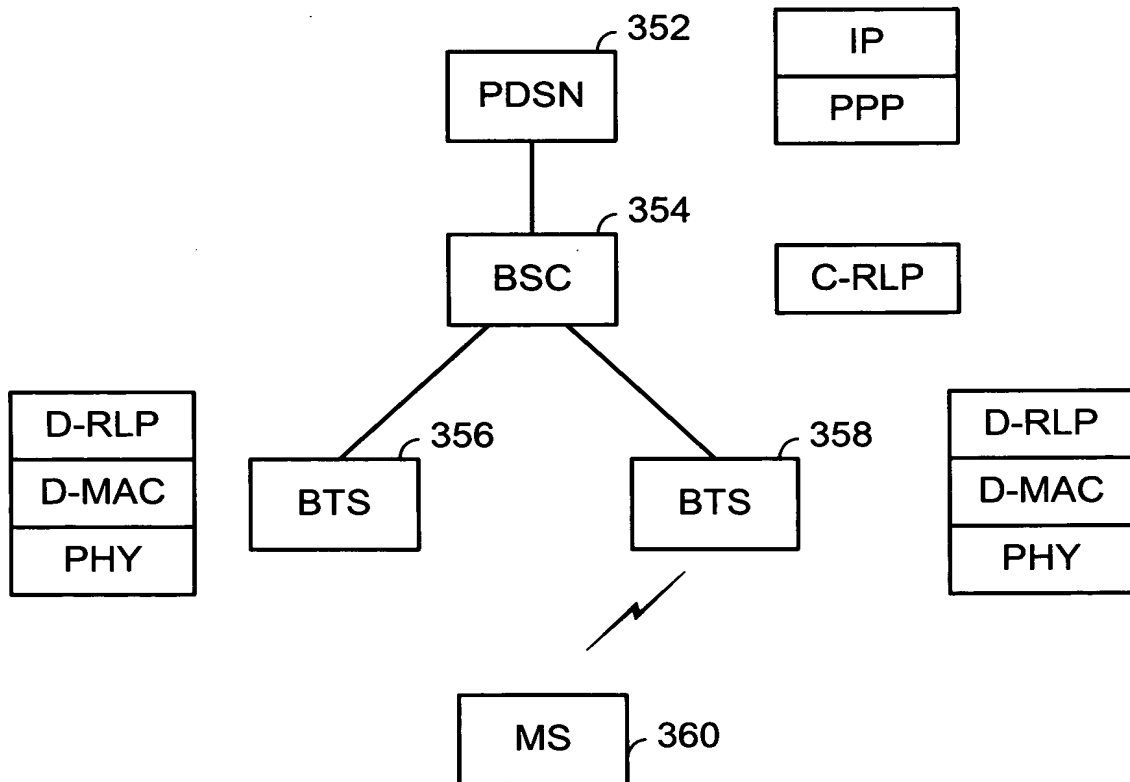 352
IP
PDSN
PPP
354
BSC
C-RLP
D-RLP
D-MAC
PHY
356
BTS
358
BTS
D-RLP
D-MAC
PHY
MS
360